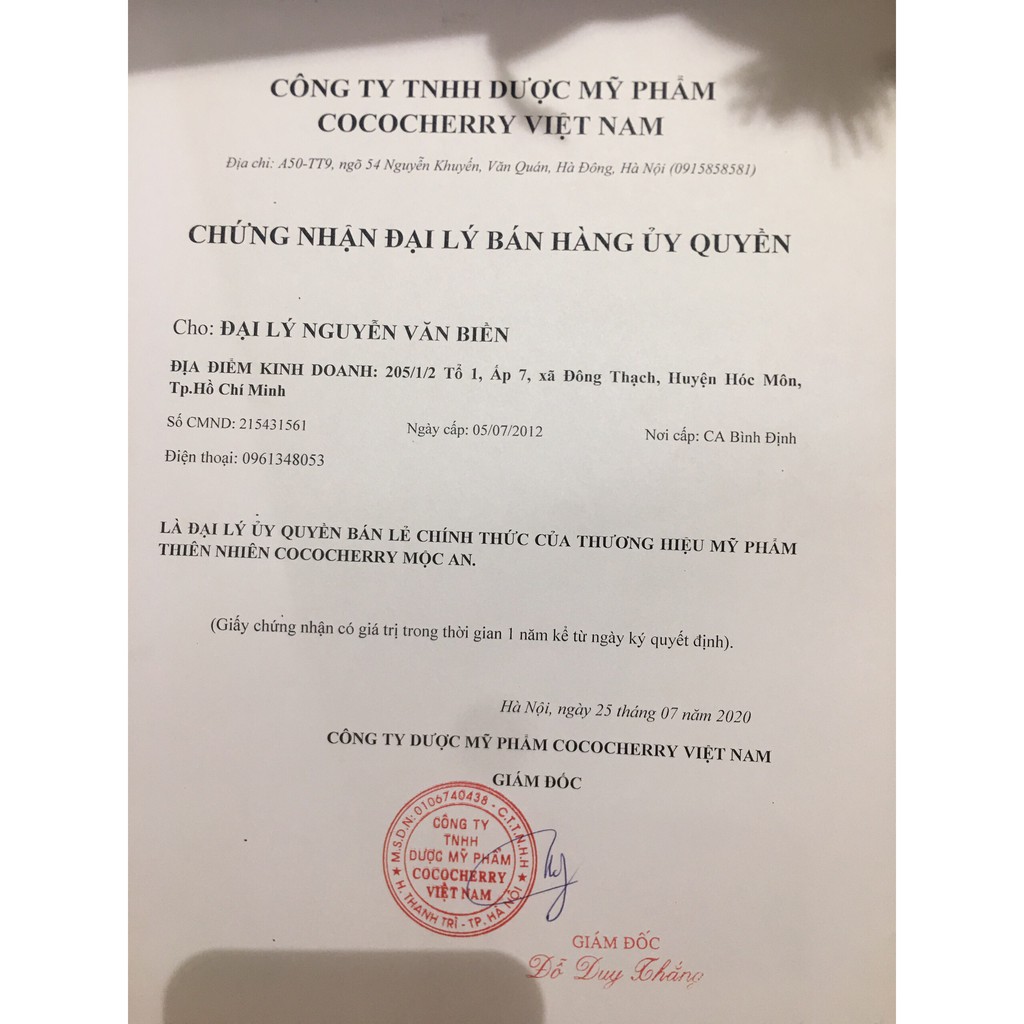 CÔNG TY TNHH DƯỢC MỸ PHẨM
COCOCHERRY VIỆT NAM
Địa chỉ: A50-TT9, ngõ 54 Nguyễn Khuyến, Văn Quán, Hà Đông, Hà Nội (0915858581)
CHỨNG NHẬN ĐẠI LÝ BÁN HÀNG ỦY QUYỀN
Cho: ĐẠI LÝ NGUYỄN VĂN BIỀN
ĐỊA ĐIỂM KINH DOANH: 205/1/2 Tổ 1, Ấp 7, xã Đông Thạch, Huyện Hóc Môn,
Tp.Hồ Chí Minh
Số CMND: 215431561 Ngày cấp: 05/07/2012 Nơi cấp: CA Bình Định
Điện thoại: 0961348053
LÀ ĐẠI LÝ ỦY QUYỀN BÁN LẺ CHÍNH THỨC CỦA THƯƠNG HIỆU MỸ PHẨM
THIÊN NHIÊN COCOCHERRY MỘC AN.
(Giấy chứng nhận có giá trị trong thời gian 1 năm kể từ ngày ký quyết định).
Hà Nội, ngày 25 tháng 07 năm 2020
CÔNG TY DƯỢC MỸ PHẨM COCOCHERRY VIỆT NAM
GIÁM ĐỐC
M.S.D.N: 0106740438 - C.T.T.N.H.H
CÔNG TY
TNHH
DƯỢC MỸ PHẨM
COCOCHERRY
VIỆT NAM
H. THANH TRÌ - TP. HÀ NỘI
GIÁM ĐỐC
Đỗ Duy Thắng